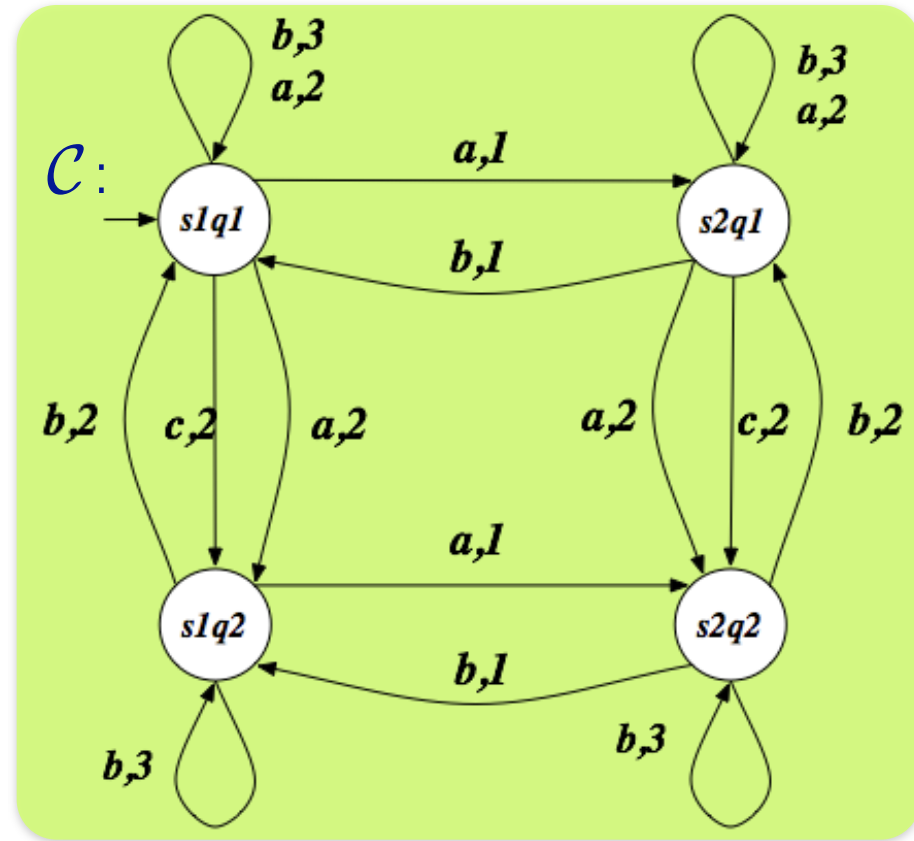 b,3
a,2
b,3
a,2
a,1
𝒞 :
s1q1
s2q1
b,1
b,2
c,2
a,2
a,2
c,2
b,2
a,1
s1q2
s2q2
b,1
b,3
b,3